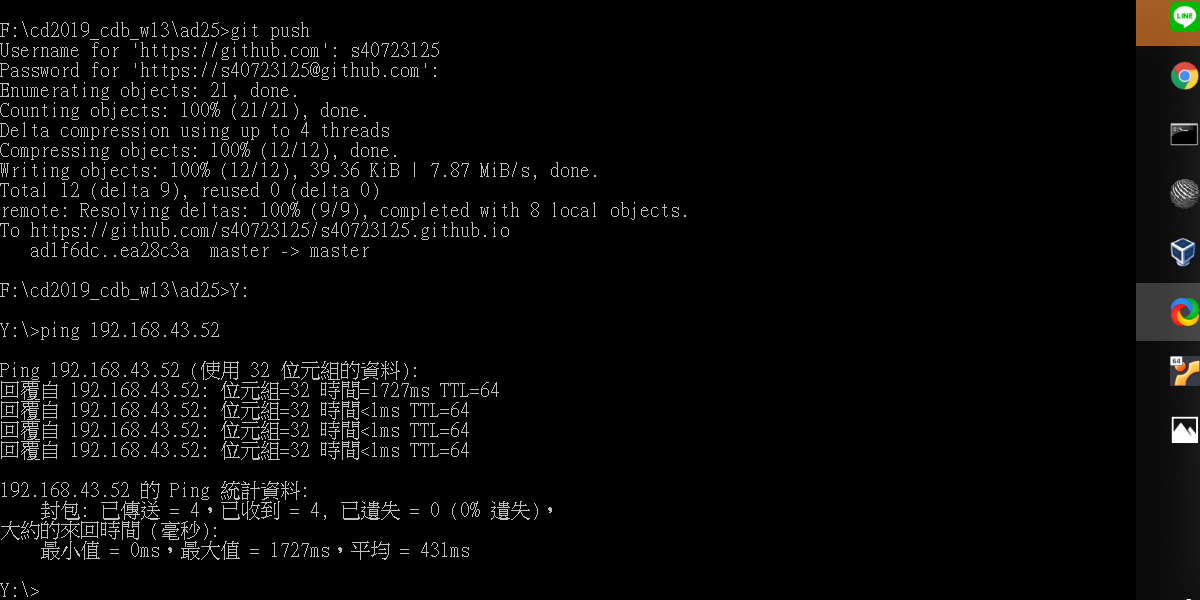 F:\cd2019_cdb_w13\ad25>git push
Username for 'https://github.com': s40723125
Password for 'https://s40723125@github.com':
Enumerating objects: 21, done.
Counting objects: 100% (21/21), done.
Delta compression using up to 4 threads
Compressing objects: 100% (12/12), done.
Writing objects: 100% (12/12), 39.36 KiB | 7.87 MiB/s, done.
Total 12 (delta 9), reused 0 (delta 0)
remote: Resolving deltas: 100% (9/9), completed with 8 local objects.
To https://github.com/s40723125/s40723125.github.io
   ad1f6dc..ea28c3a  master -> master
F:\cd2019_cdb_w13\ad25>Y:
Y:\>ping 192.168.43.52
Ping 192.168.43.52 (使用 32 位元組的資料):
回覆自 192.168.43.52: 位元組=32 時間=1727ms TTL=64
回覆自 192.168.43.52: 位元組=32 時間<1ms TTL=64
回覆自 192.168.43.52: 位元組=32 時間<1ms TTL=64
回覆自 192.168.43.52: 位元組=32 時間<1ms TTL=64
192.168.43.52 的 Ping 統計資料:
    封包: 已傳送 = 4，已收到 = 4, 已遺失 = 0 (0% 遺失)，
大約的來回時間 (毫秒):
    最小值 = 0ms，最大值 = 1727ms，平均 = 431ms
Y:\>
LINE
64